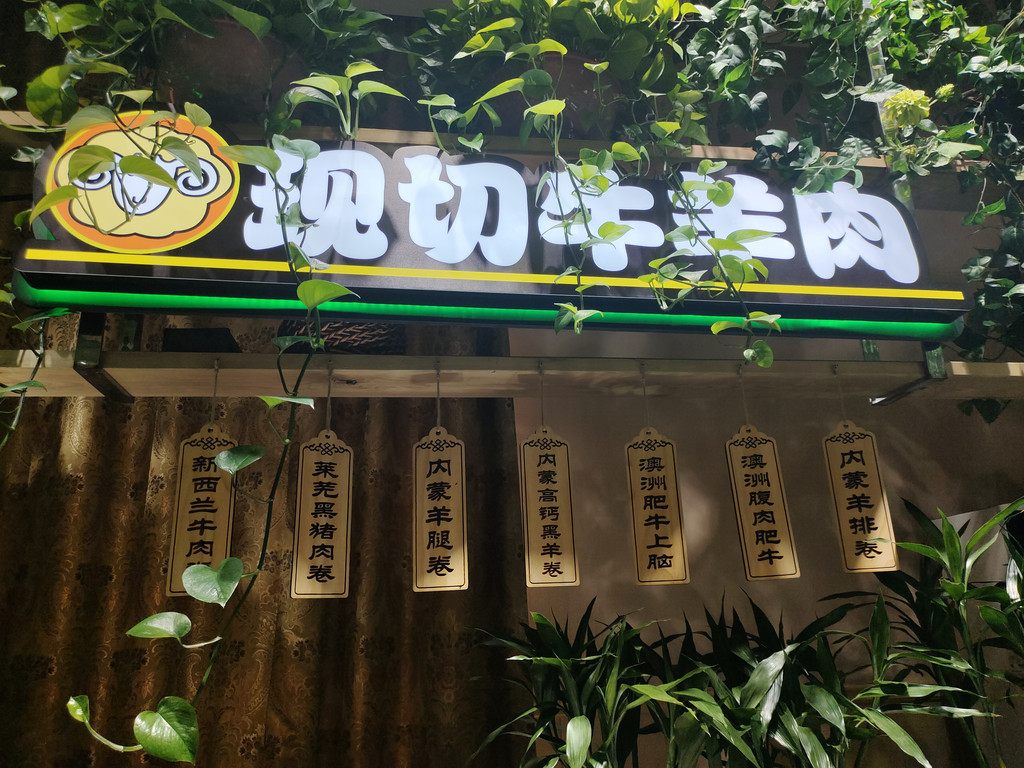 现切牛羊肉
新西兰牛肉
莱芜黑猪肉卷
内蒙羊腿卷
内蒙高钙黑羊卷
澳洲肥牛上脑
澳洲腹肉肥牛
内蒙羊排卷